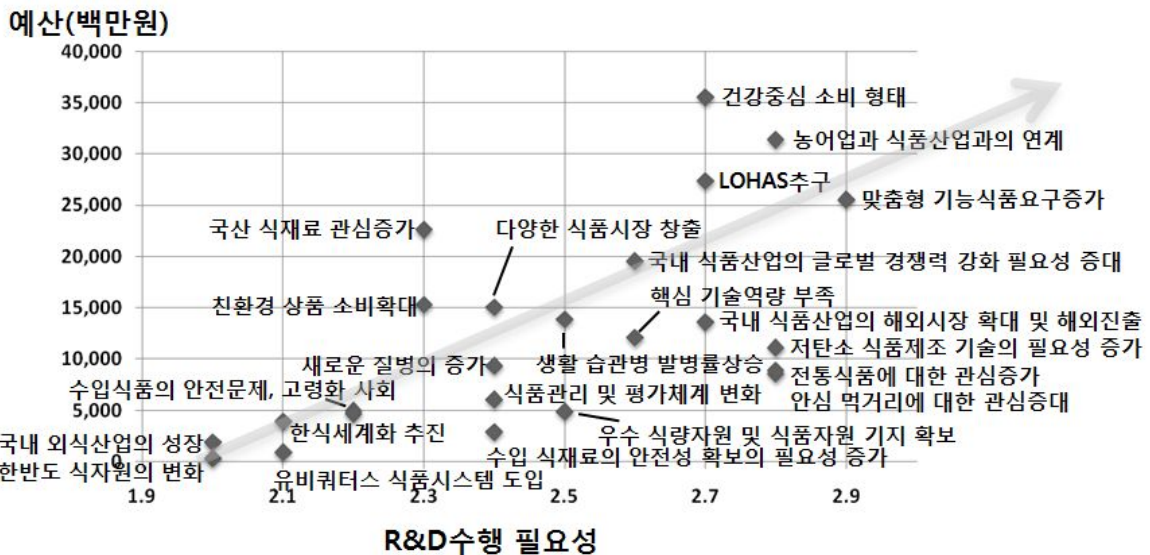 예산(백만원)
40,000
35,000
건강중심 소비 형태
농어업과 식품산업과의 연계
30,000
LOHAS추구
25,000
맞춤형 기능식품요구증가
국산 식재료 관심증가
다양한 식품시장 창출
20,000
국내 식품산업의 글로벌 경쟁력 강화 필요성 증대
핵심 기술역량 부족
15,000
친환경 상품 소비확대
국내 식품산업의 해외시장 확대 및 해외진출
저탄소 식품제조 기술의 필요성 증가
10,000
새로운 질병의 증가
생활 습관병 발병률상승
전통식품에 대한 관심증가
수입식품의 안전문제, 고령화 사회
식품관리 및 평가체계 변화
안심 먹거리에 대한 관심증대
5,000
한식세계화 추진
우수 식량자원 및 식품자원 기지 확보
국내 외식산업의 성장
수입 식재료의 안전성 확보의 필요성 증가
0
한반도 식자원의 변화
유비쿼터스 식품시스템 도입
1.9
2.1
2.3
2.5
2.7
2.9
R&D수행 필요성